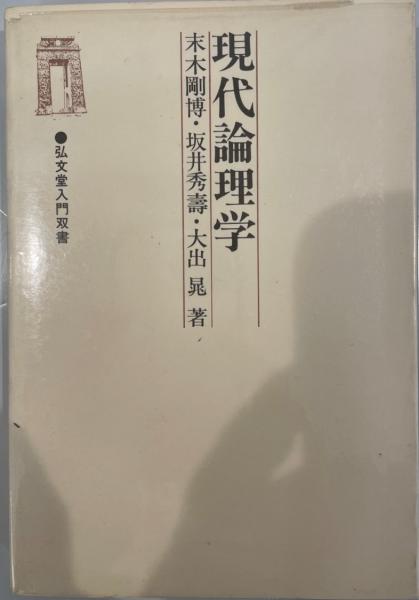 現代論理学
末木剛博・坂井秀壽・大出 晁 著
●弘文堂入門双書